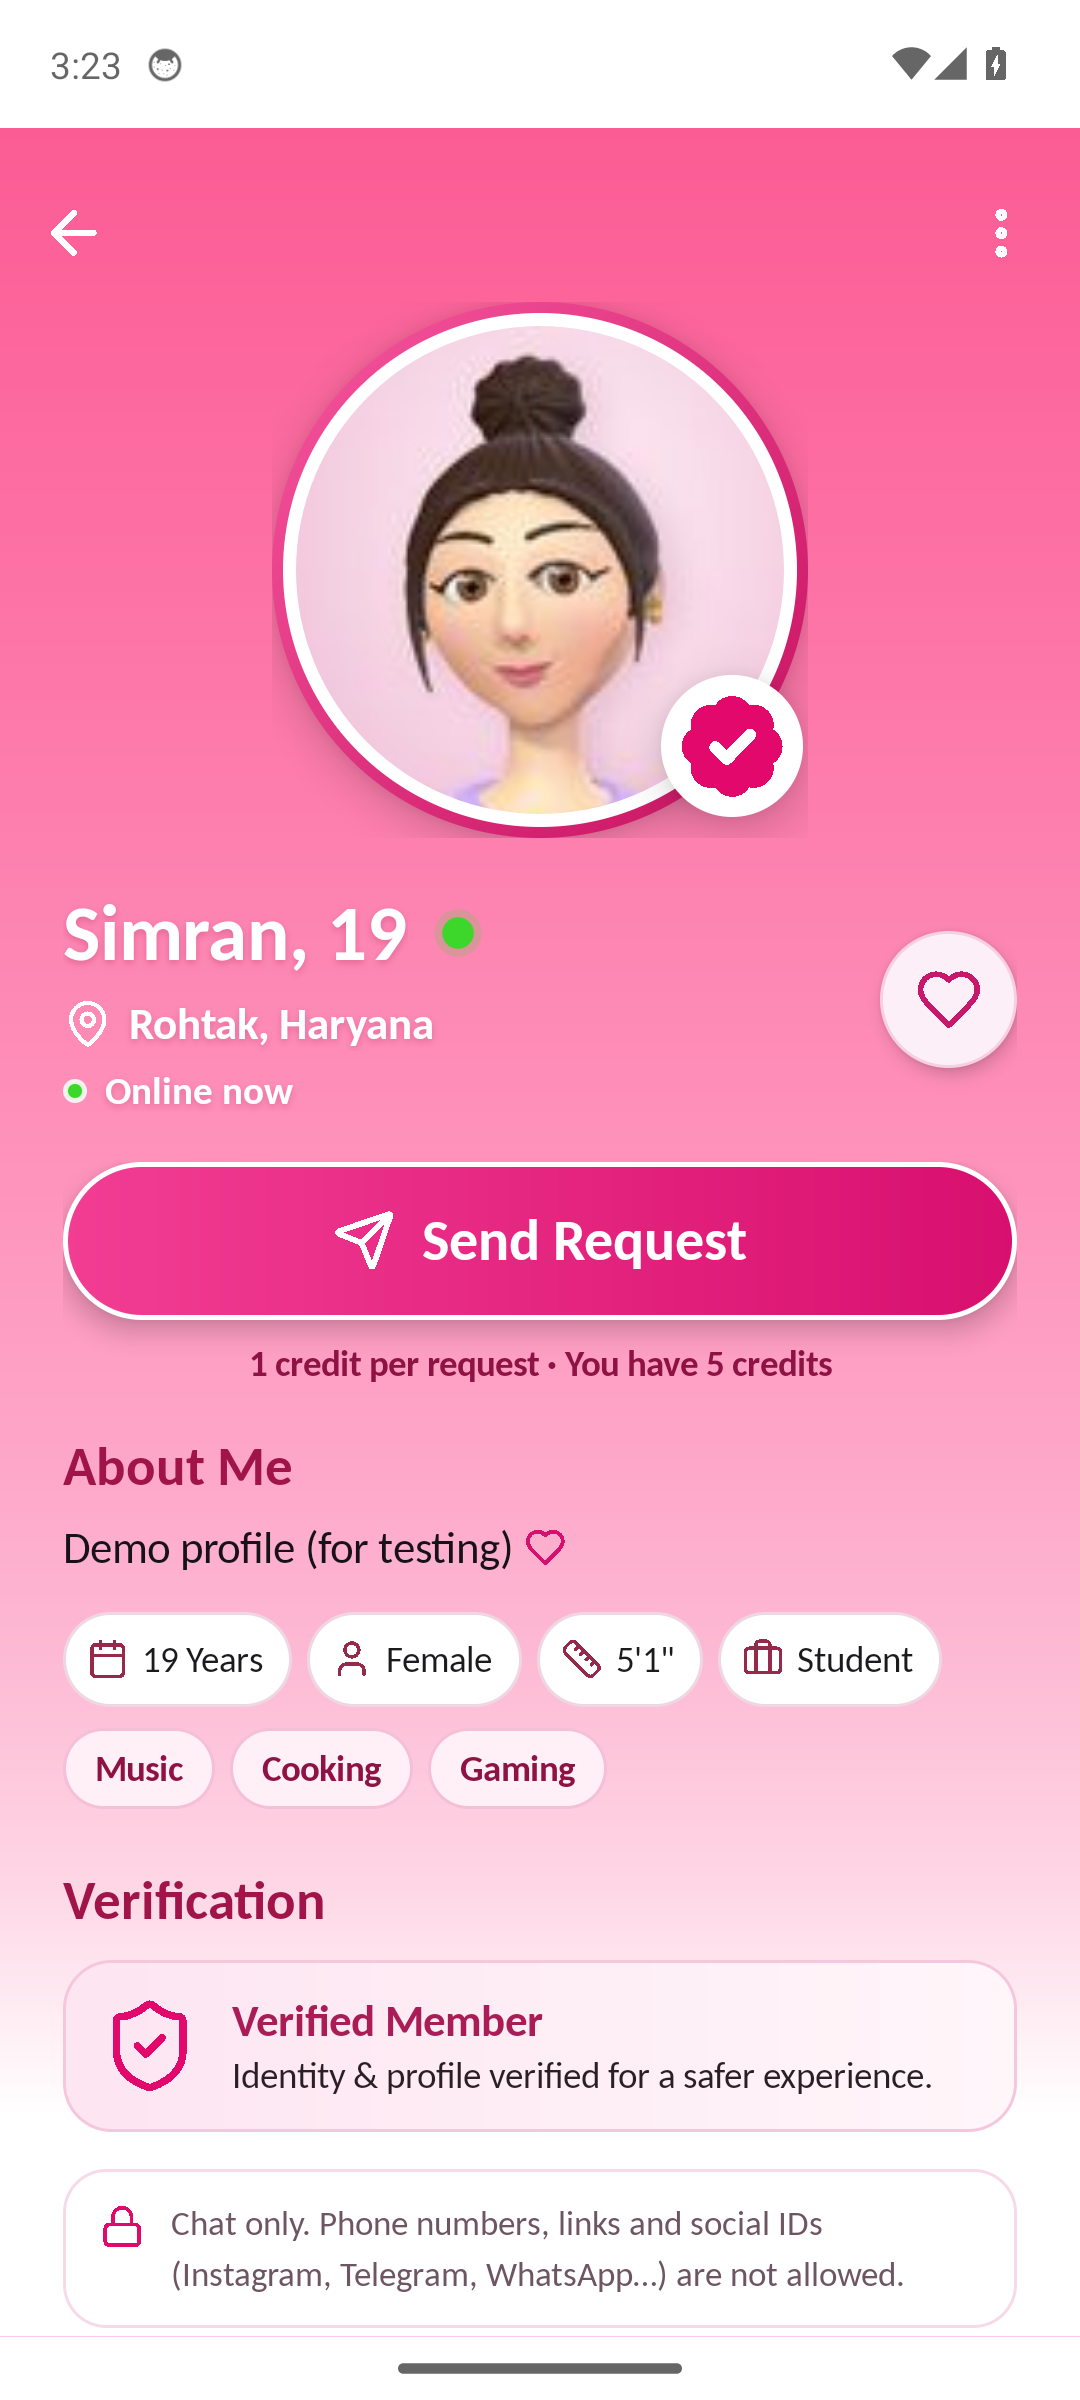 3:23
Simran, 19
Rohtak, Haryana
Online now
Send Request
1 credit per request · You have 5 credits
About Me
Demo profile (for testing)
19 Years
Female
5'1"
Student
Music
Cooking
Gaming
Verification
Verified Member
Identity & profile verified for a safer experience.
Chat only. Phone numbers, links and social IDs
(Instagram, Telegram, WhatsApp...) are not allowed.